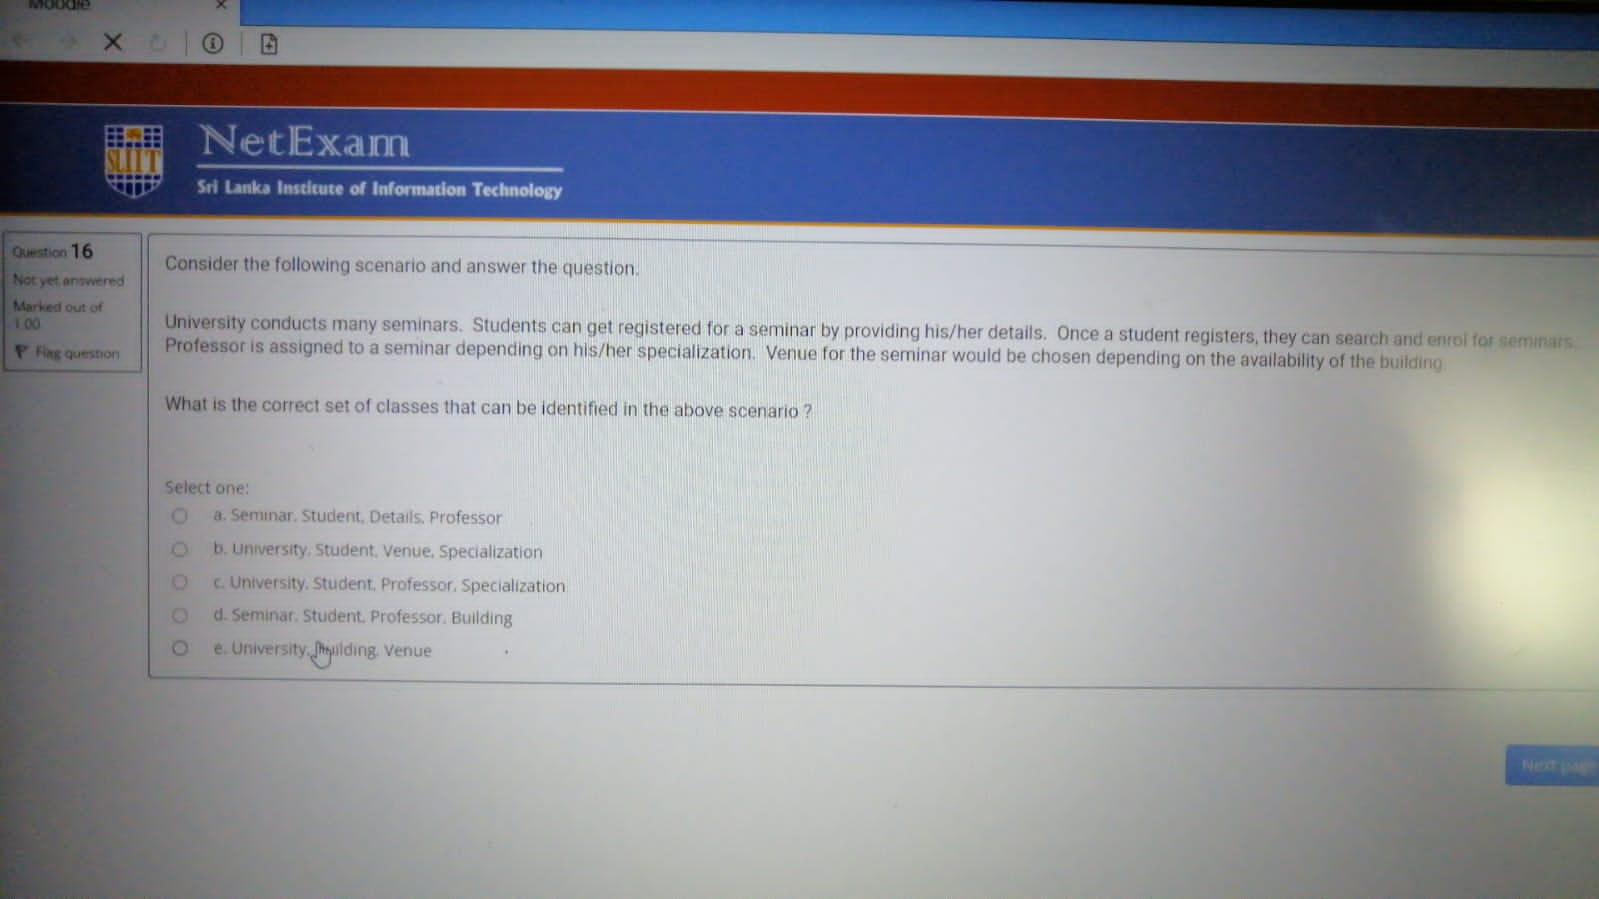 Moodle
NetExam
SLIIT
Sri Lanka Institute of Information Technology
Question 16
Not yet answered
Marked out of
1.00
Flag question
Consider the following scenario and answer the question.
University conducts many seminars. Students can get registered for a seminar by providing his/her details. Once a student registers, they can search and enrol for seminars.
Professor is assigned to a seminar depending on his/her specialization. Venue for the seminar would be chosen depending on the availability of the building.
What is the correct set of classes that can be identified in the above scenario ?
Select one:
a. Seminar, Student, Details, Professor
b. University, Student, Venue, Specialization
c. University, Student, Professor, Specialization
d. Seminar, Student, Professor, Building
e. University, Building, Venue
Next page